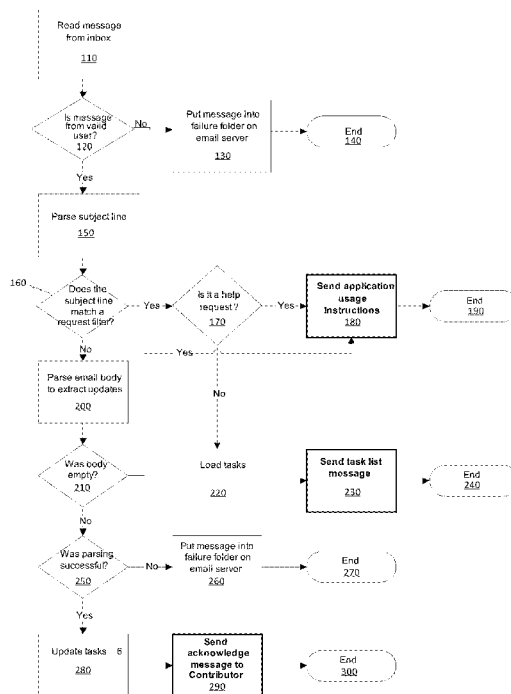 Read message
from inbox
110
Is message
from valid
user?
120
No
Put message into
failure folder on
email server
130
End
140
Yes
Parse subject line
150
160
Does the
subject line
match a
request filter?
Yes
Is it a help
request?
170
Yes
Send application
usage
Instructions
180
End
190
No
Yes
Parse email body
to extract updates
200
No
Was body
empty?
210
Load tasks
220
Send task list
message
230
End
240
No
Was parsing
successful?
250
No
Put message into
failure folder on
email server
260
End
270
Yes
Update tasks 6
280
Send
acknowledge
message to
Contributor
290
End
300